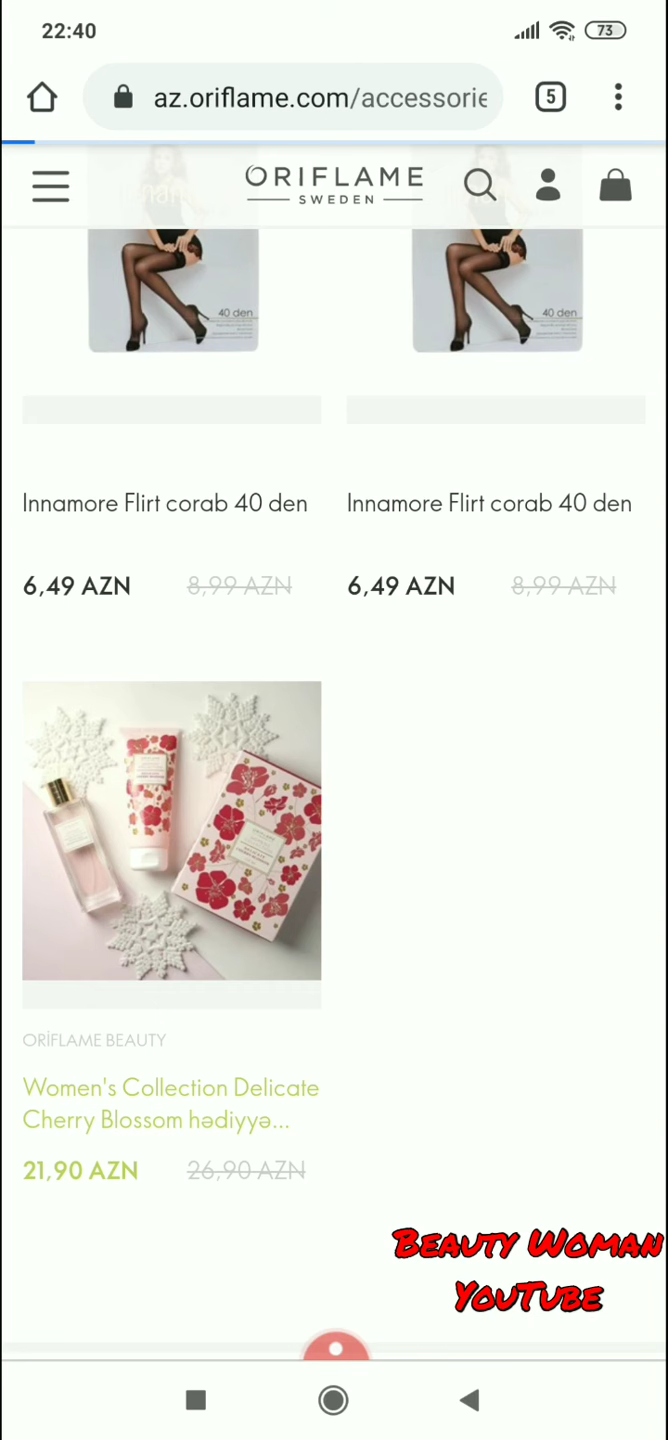 22:40
73
az.oriflame.com/accessorie
5
ORIFLAME
SWEDEN
40 den
40 den
Innamore Flirt corab 40 den
Innamore Flirt corab 40 den
6,49 AZN
8,99 AZN
6,49 AZN
8,99 AZN
ORIFLAME
ORİFLAME BEAUTY
Women's Collection Delicate
Cherry Blossom hədiyyə...
21,90 AZN
26,90 AZN
Beauty Woman
YouTube